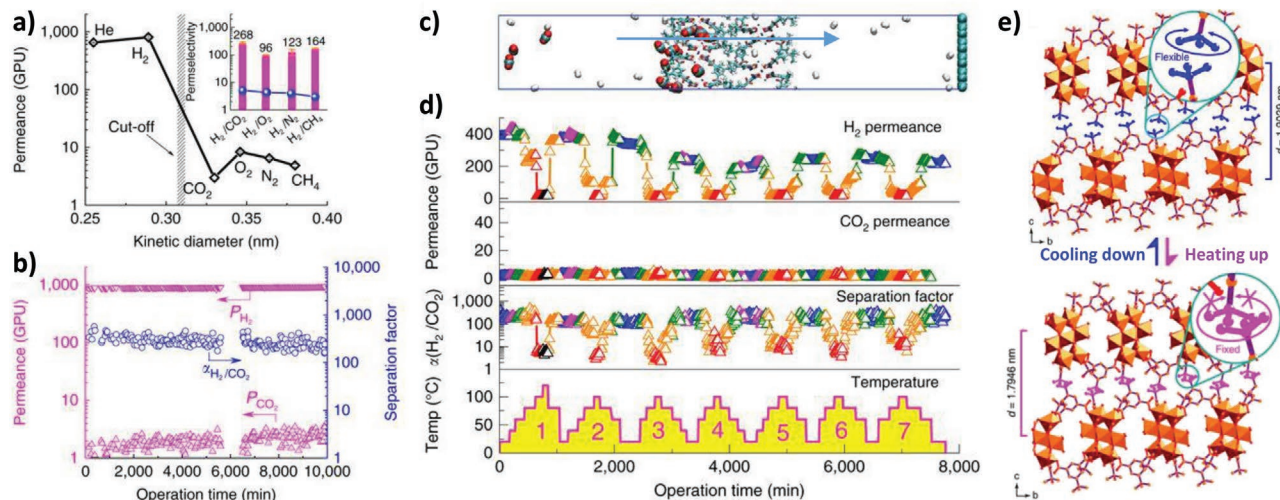 a)
Permeance (GPU)
1,000
100
10
1
He
H2
Cut-off
CO2
O2
N2
CH4
0.25
0.30
0.35
0.40
Kinetic diameter (nm)
Permselectivity
1,000
100
10
1
268
96
123
164
H2/CO2
H2/O2
H2/N2
H2/CH4
b)
Permeance (GPU)
1,000
100
10
1
PH2
αH2/CO2
PCO2
10,000
1,000
100
10
1
Separation factor
0
2,000
4,000
6,000
8,000
10,000
Operation time (min)
c)
d)
Permeance (GPU)
H2 permeance
400
200
0
CO2 permeance
40
20
0
α(H2 /CO2)
Separation factor
1,000
100
10
1
Temp (°C)
Temperature
100
50
0
1
2
3
4
5
6
7
0
2,000
4,000
6,000
8,000
Operation time (min)
e)
Flexible
c
b
Cooling down
Heating up
Fixed
d = 1.7946 nm
c
b